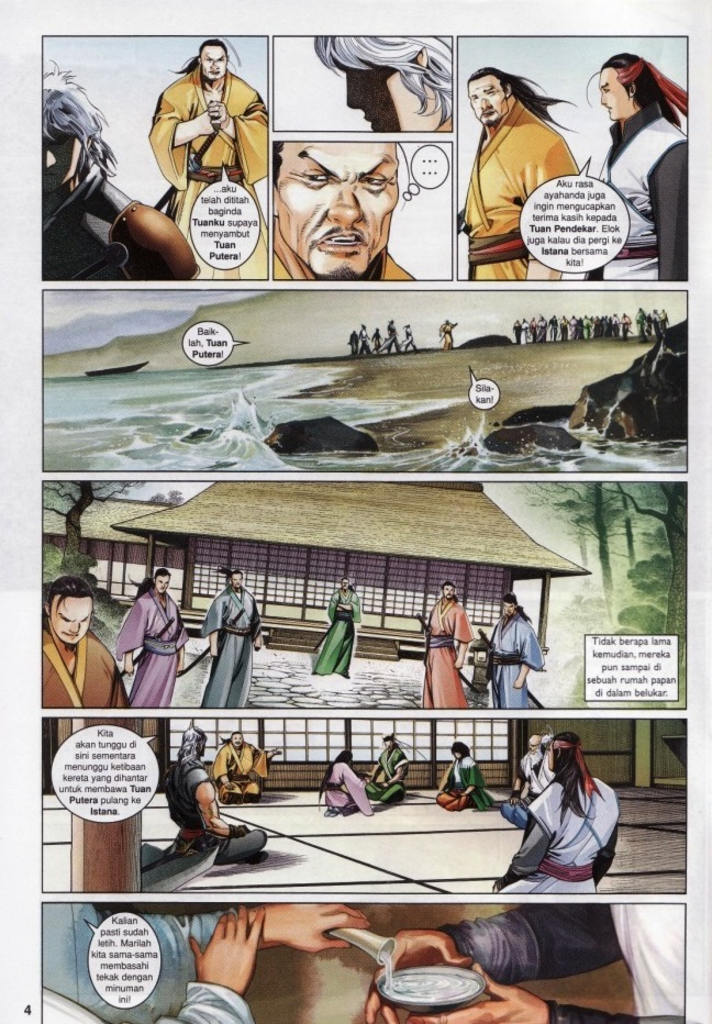 ...aku
telah dititah
baginda
Tuanku supaya
menyambut
Tuan
Putera!
...
...
Aku rasa
ayahanda juga
ingin mengucapkan
terima kasih kepada
Tuan Pendekar. Elok
juga kalau dia pergi ke
Istana bersama
kita!
Baik-
lah, Tuan
Putera!
Sila-
kan!
Tidak berapa lama
kemudian, mereka
pun sampai di
sebuah rumah papan
di dalam belukar.
Kita
akan tunggu di
sini sementara
menunggu ketibaan
kereta yang dihantar
untuk membawa Tuan
Putera pulang ke
Istana.
Kalian
pasti sudah
letih. Marilah
kita sama-sama
membasahi
tekak dengan
minuman
ini!
4